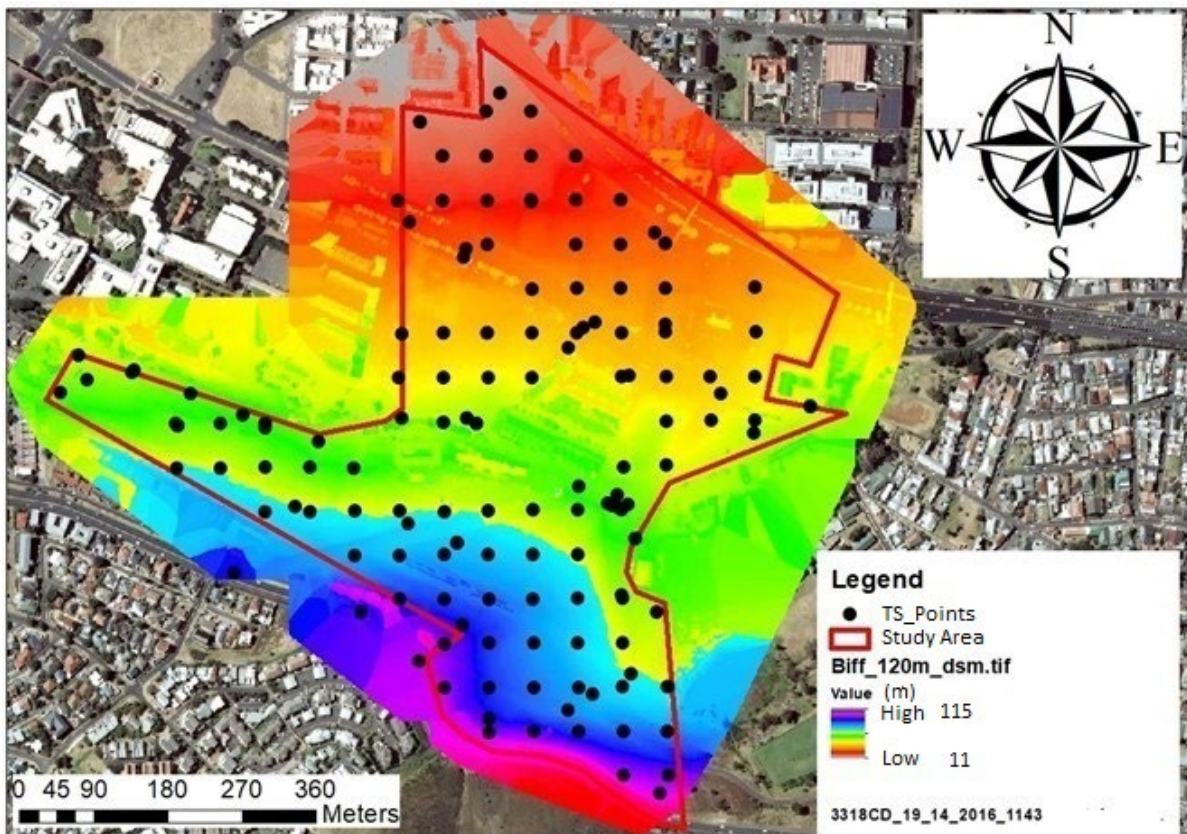 N
W E
S
Legend
TS_Points
Study Area
Biff_120m_dsm.tif
Value (m)
High 115
Low 11
3318CD_19_14_2016_1143
0 45 90 180 270 360
Meters